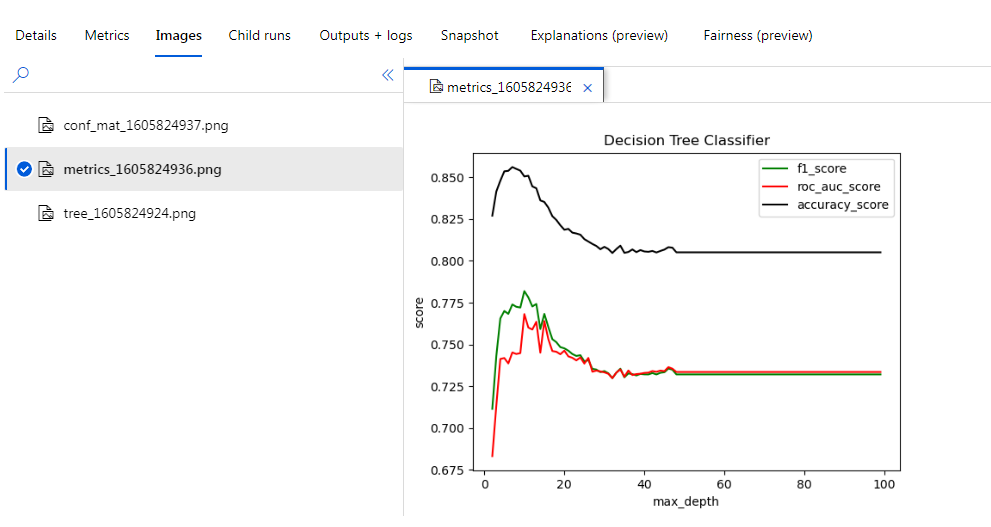 Details Metrics Images Child runs Outputs + logs Snapshot Explanations (preview) Fairness (preview)
conf_mat_1605824937.png
metrics_1605824936.png
tree_1605824924.png
metrics_1605824936
Decision Tree Classifier
f1_score
roc_auc_score
accuracy_score
score
0.850
0.825
0.800
0.775
0.750
0.725
0.700
0.675
0 20 40 60 80 100
max_depth